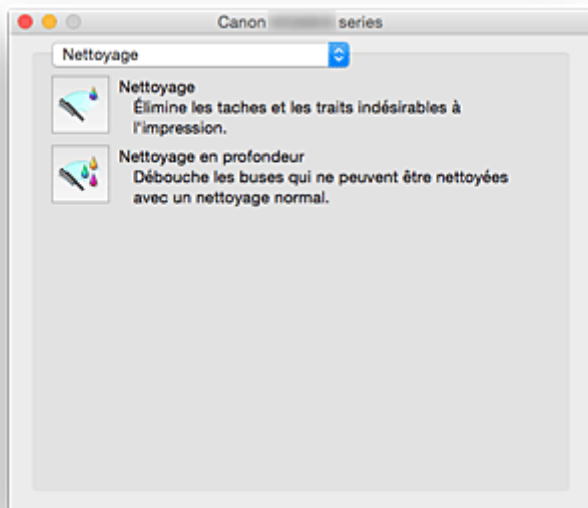 Canon series
Nettoyage
Nettoyage
Élimine les taches et les traits indésirables à
l'impression.
Nettoyage en profondeur
Débouche les buses qui ne peuvent être nettoyées
avec un nettoyage normal.